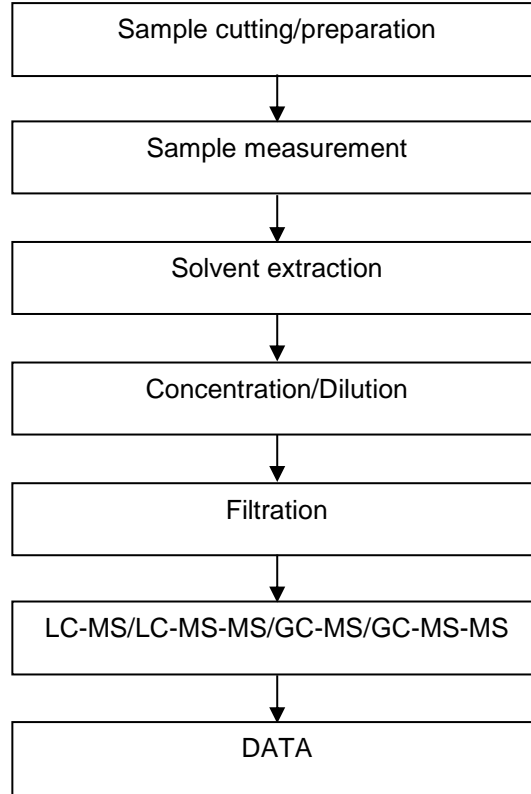 Sample cutting/preparation
Sample measurement
Solvent extraction
Concentration/Dilution
Filtration
LC-MS/LC-MS-MS/GC-MS/GC-MS-MS
DATA